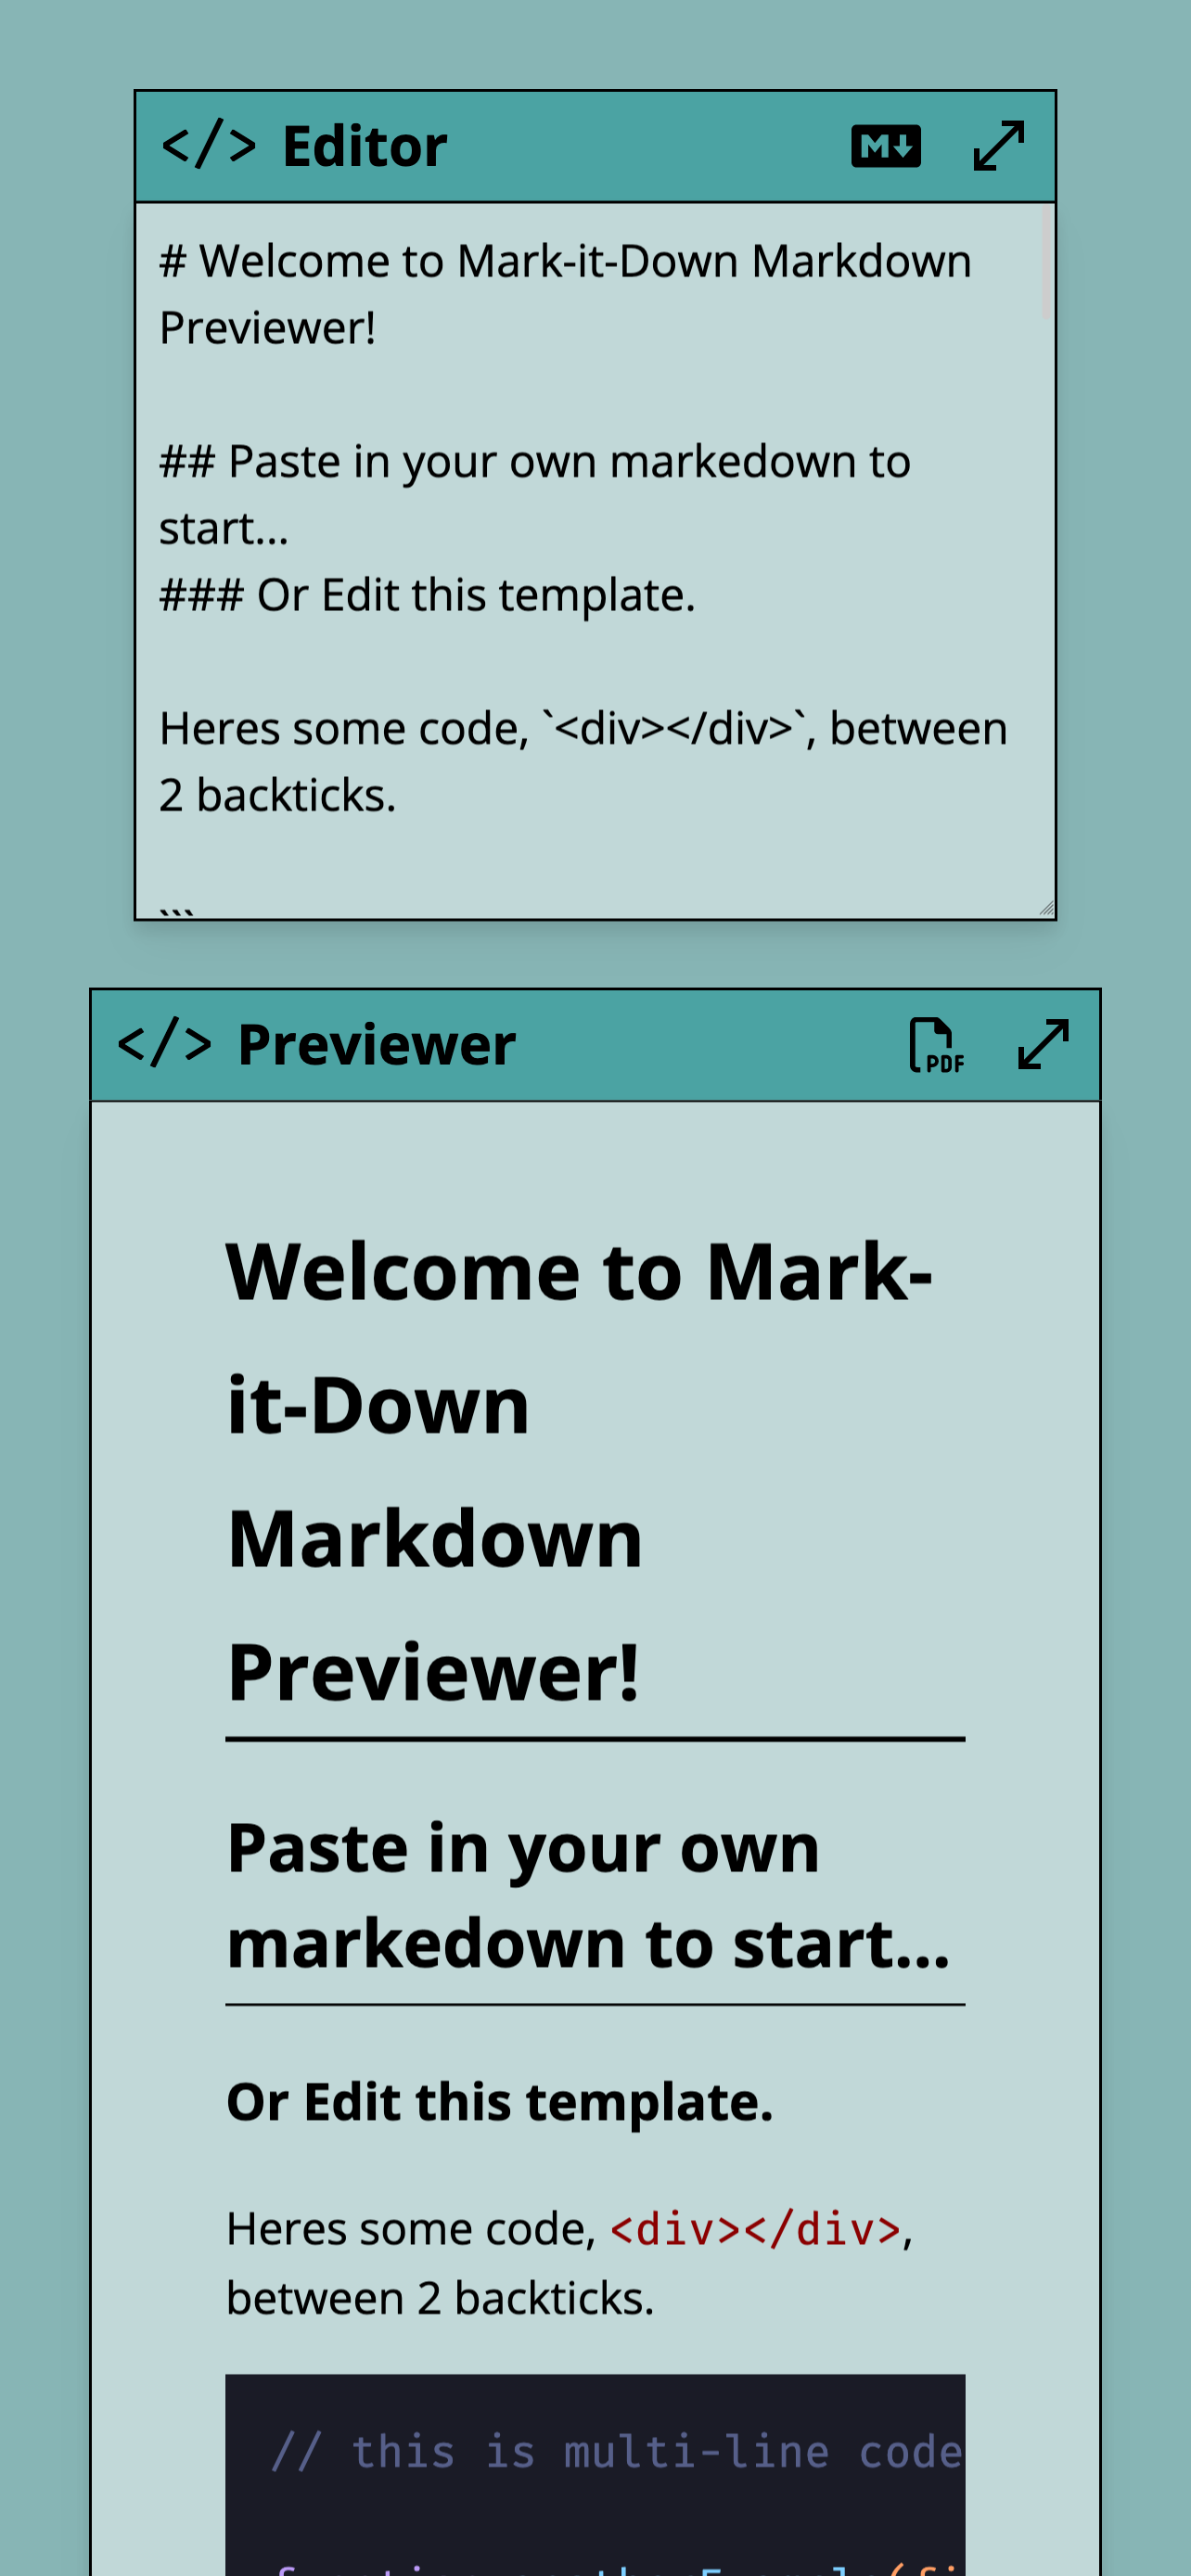 </> Editor
M
# Welcome to Mark-it-Down Markdown
Previewer!
## Paste in your own markedown to
start...
### Or Edit this template.
Heres some code, `<div></div>`, between
2 backticks.
```
</> Previewer
PDF
Welcome to Mark-
it-Down
Markdown
Previewer!
Paste in your own
markedown to start...
Or Edit this template.
Heres some code, <div></div>,
between 2 backticks.
// this is multi-line code